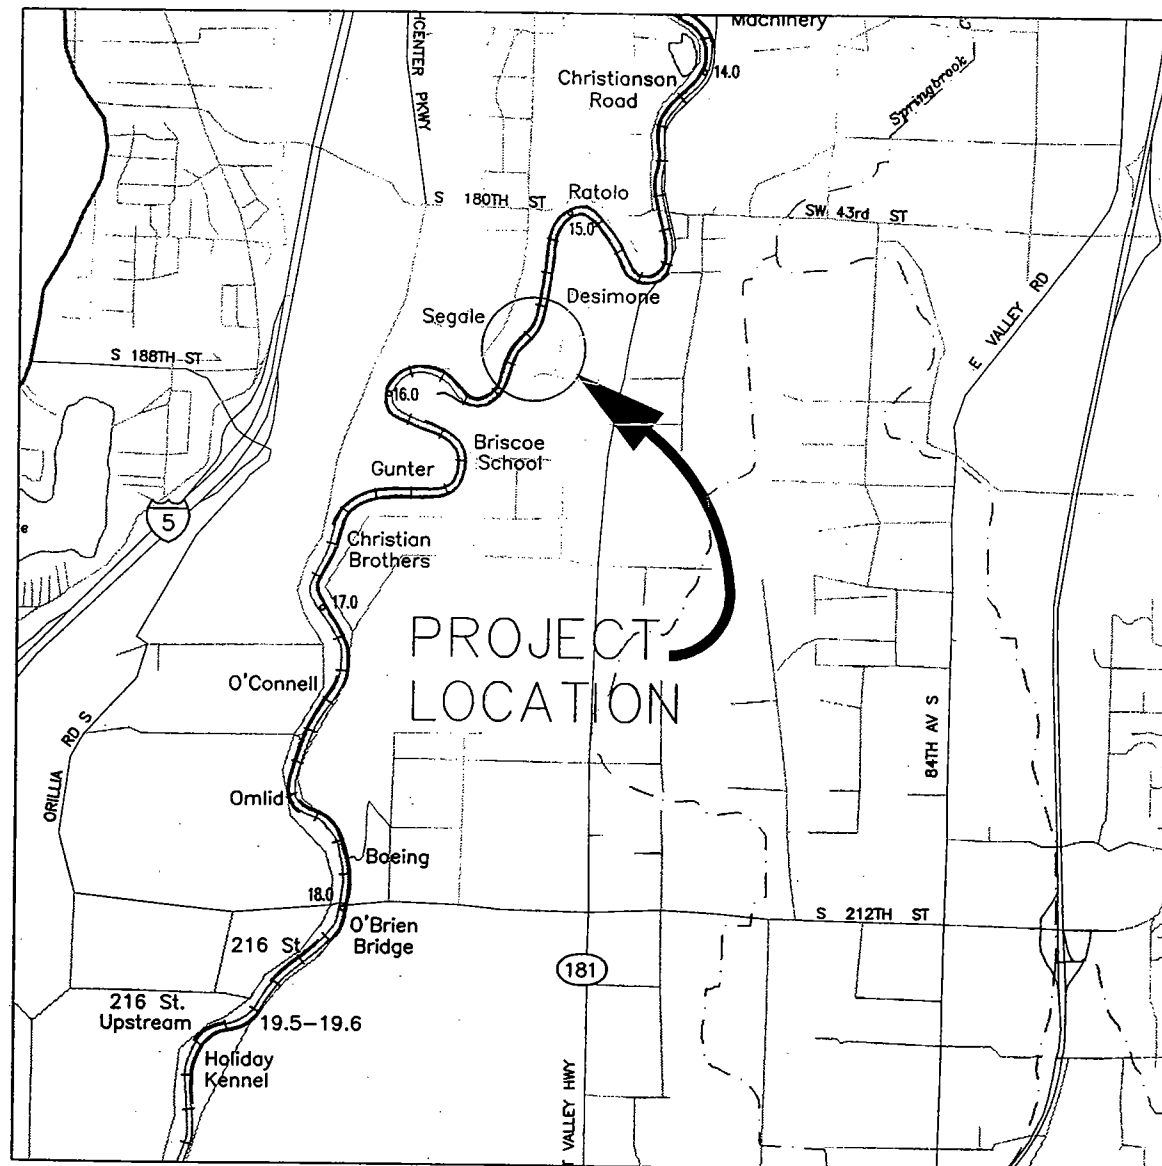 Machinery
HCENTER PKWY
Christianson
Road
14.0
Springbrook
S 180TH ST
Ratolo
15.0
SW 43rd ST
Segale
Desimone
E VALLEY RD
S 188TH ST
16.0
Briscoe
School
Gunter
5
e
Christian
Brothers
17.0
PROJECT
LOCATION
O'Connell
ORILLIA RD S
84TH AV S
Omlid
Boeing
18.0
S 212TH ST
O'Brien
Bridge
216 St
181
216 St.
Upstream
19.5-19.6
Holiday
Kennel
T VALLEY HWY